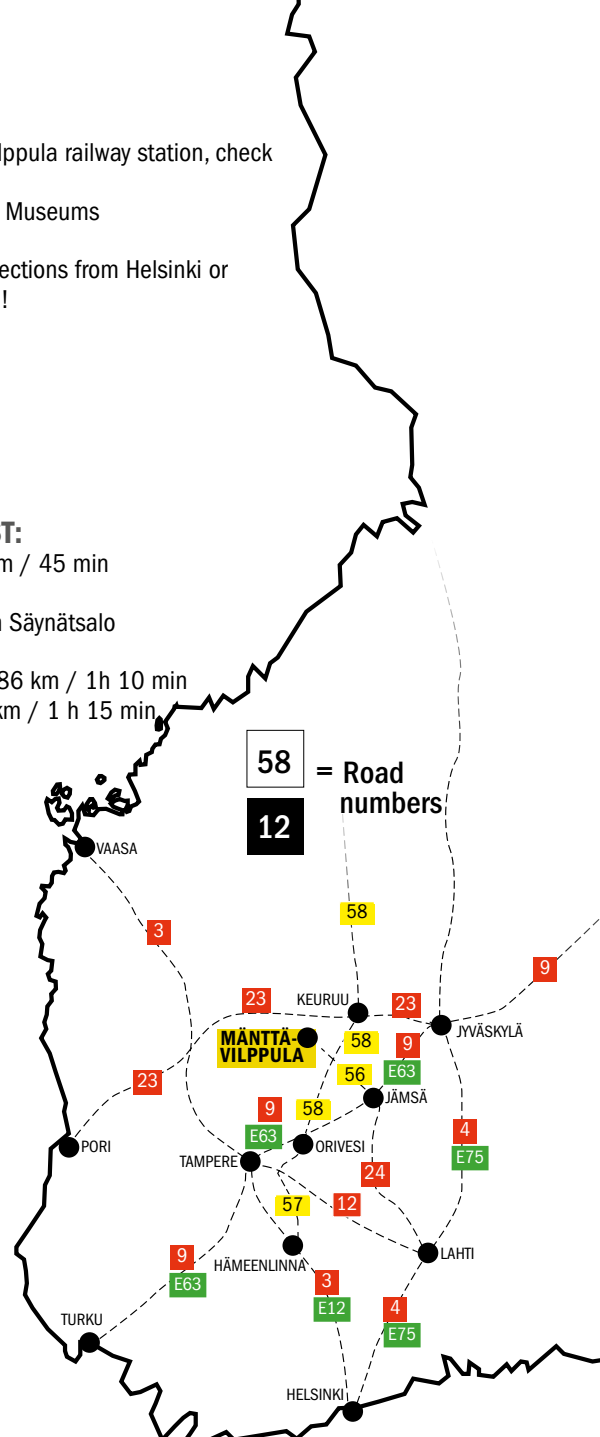 lppula railway station, check
Museums
ections from Helsinki or
!
T:
m / 45 min
Säynätsalo
86 km / 1h 10 min
km / 1 h 15 min
58
= Road
numbers
12
VAASA
3
58
9
23
KEURUU
23
MÄNTTÄ-
VILPPULA
58
9
JYVÄSKYLÄ
E63
56
23
JÄMSÄ
9
58
4
E63
PORI
ORIVESI
E75
TAMPERE
24
57
12
9
HÄMEENLINNA
LAHTI
E63
3
E12
4
TURKU
E75
HELSINKI